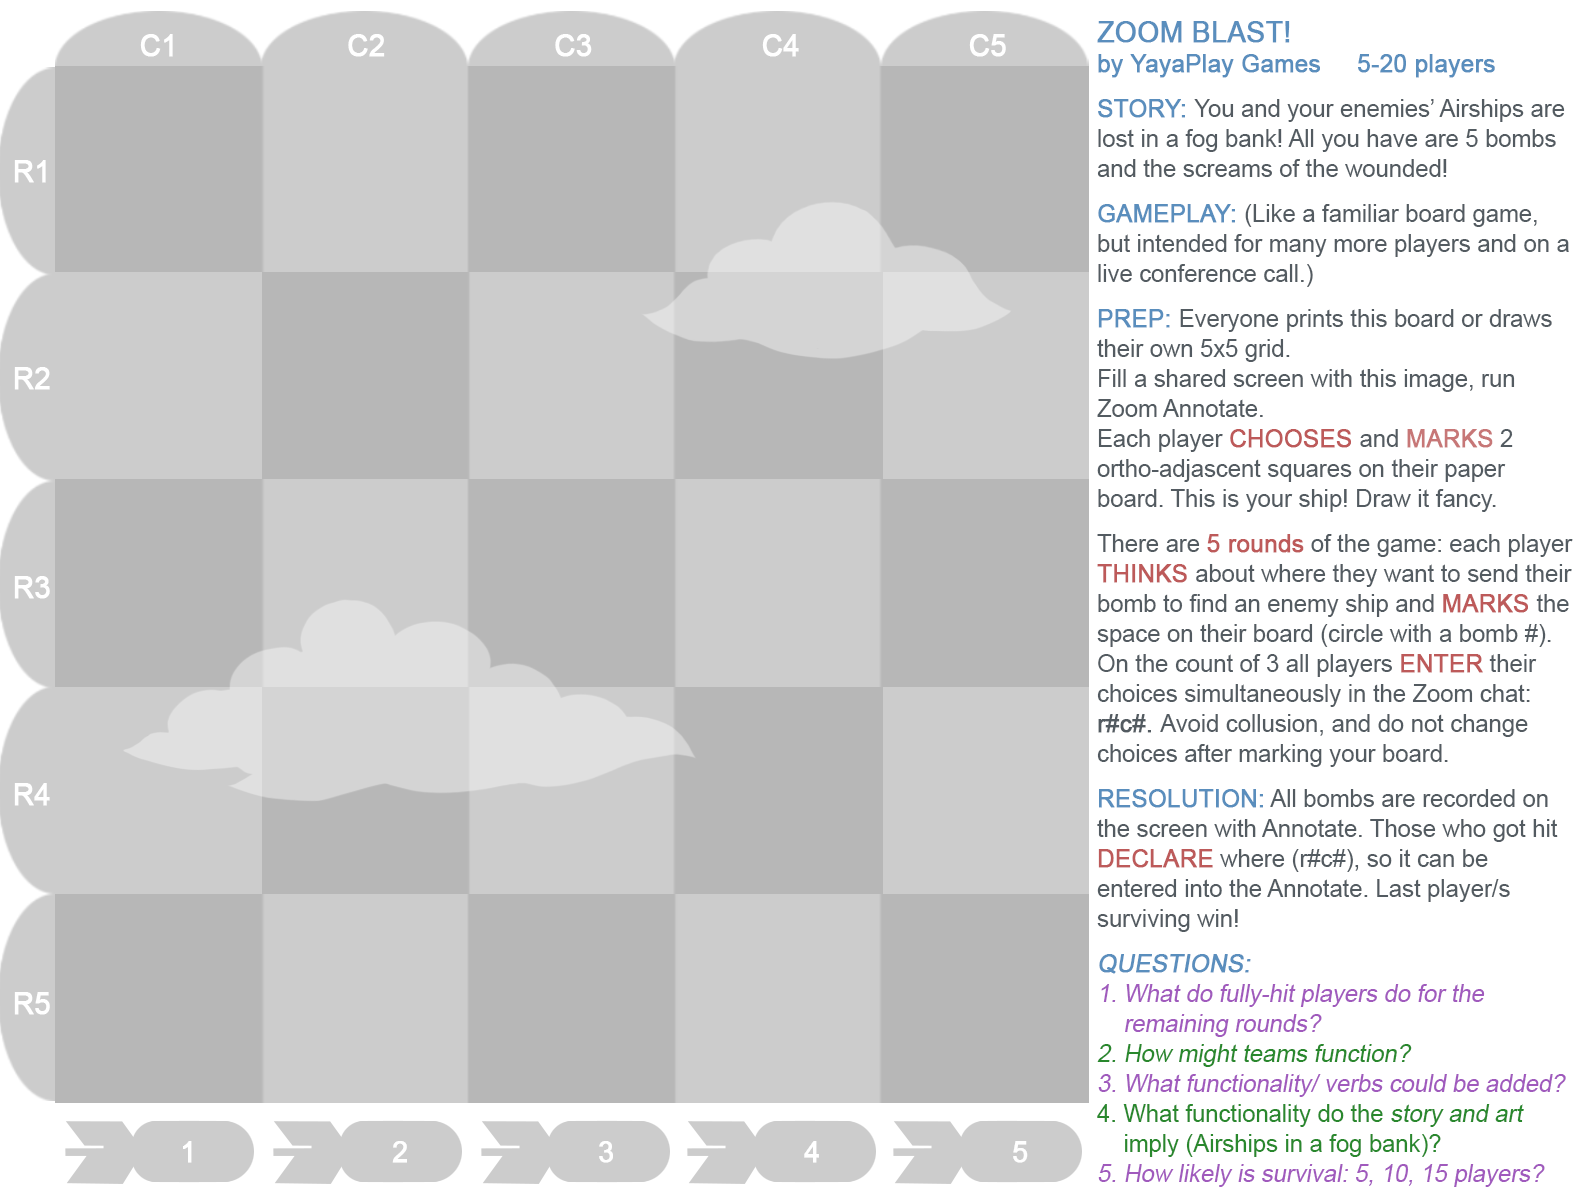 C1 C2 C3 C4 C5
R1
R2
R3
R4
R5
1 2 3 4 5
ZOOM BLAST!
by YayaPlay Games 5-20 players
STORY: You and your enemies’ Airships are
lost in a fog bank! All you have are 5 bombs
and the screams of the wounded!
GAMEPLAY: (Like a familiar board game,
but intended for many more players and on a
live conference call.)
PREP: Everyone prints this board or draws
their own 5x5 grid.
Fill a shared screen with this image, run
Zoom Annotate.
Each player CHOOSES and MARKS 2
ortho-adjascent squares on their paper
board. This is your ship! Draw it fancy.
There are 5 rounds of the game: each player
THINKS about where they want to send their
bomb to find an enemy ship and MARKS the
space on their board (circle with a bomb #).
On the count of 3 all players ENTER their
choices simultaneously in the Zoom chat:
r#c#. Avoid collusion, and do not change
choices after marking your board.
RESOLUTION: All bombs are recorded on
the screen with Annotate. Those who got hit
DECLARE where (r#c#), so it can be
entered into the Annotate. Last player/s
surviving win!
QUESTIONS:
1. What do fully-hit players do for the
remaining rounds?
2. How might teams function?
3. What functionality/ verbs could be added?
4. What functionality do the story and art
imply (Airships in a fog bank)?
5. How likely is survival: 5, 10, 15 players?